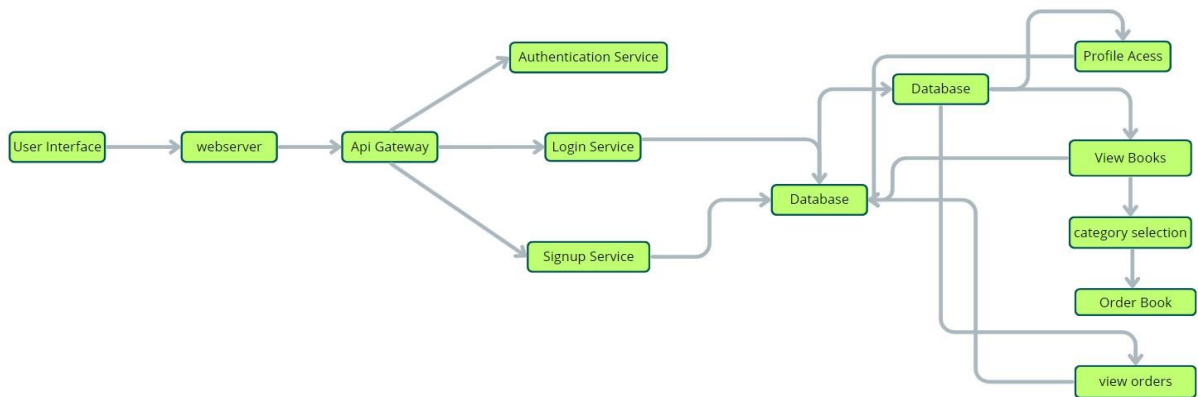 User Interface
webserver
Api Gateway
Authentication Service
Login Service
Signup Service
Database
Database
Profile Acess
View Books
category selection
Order Book
view orders